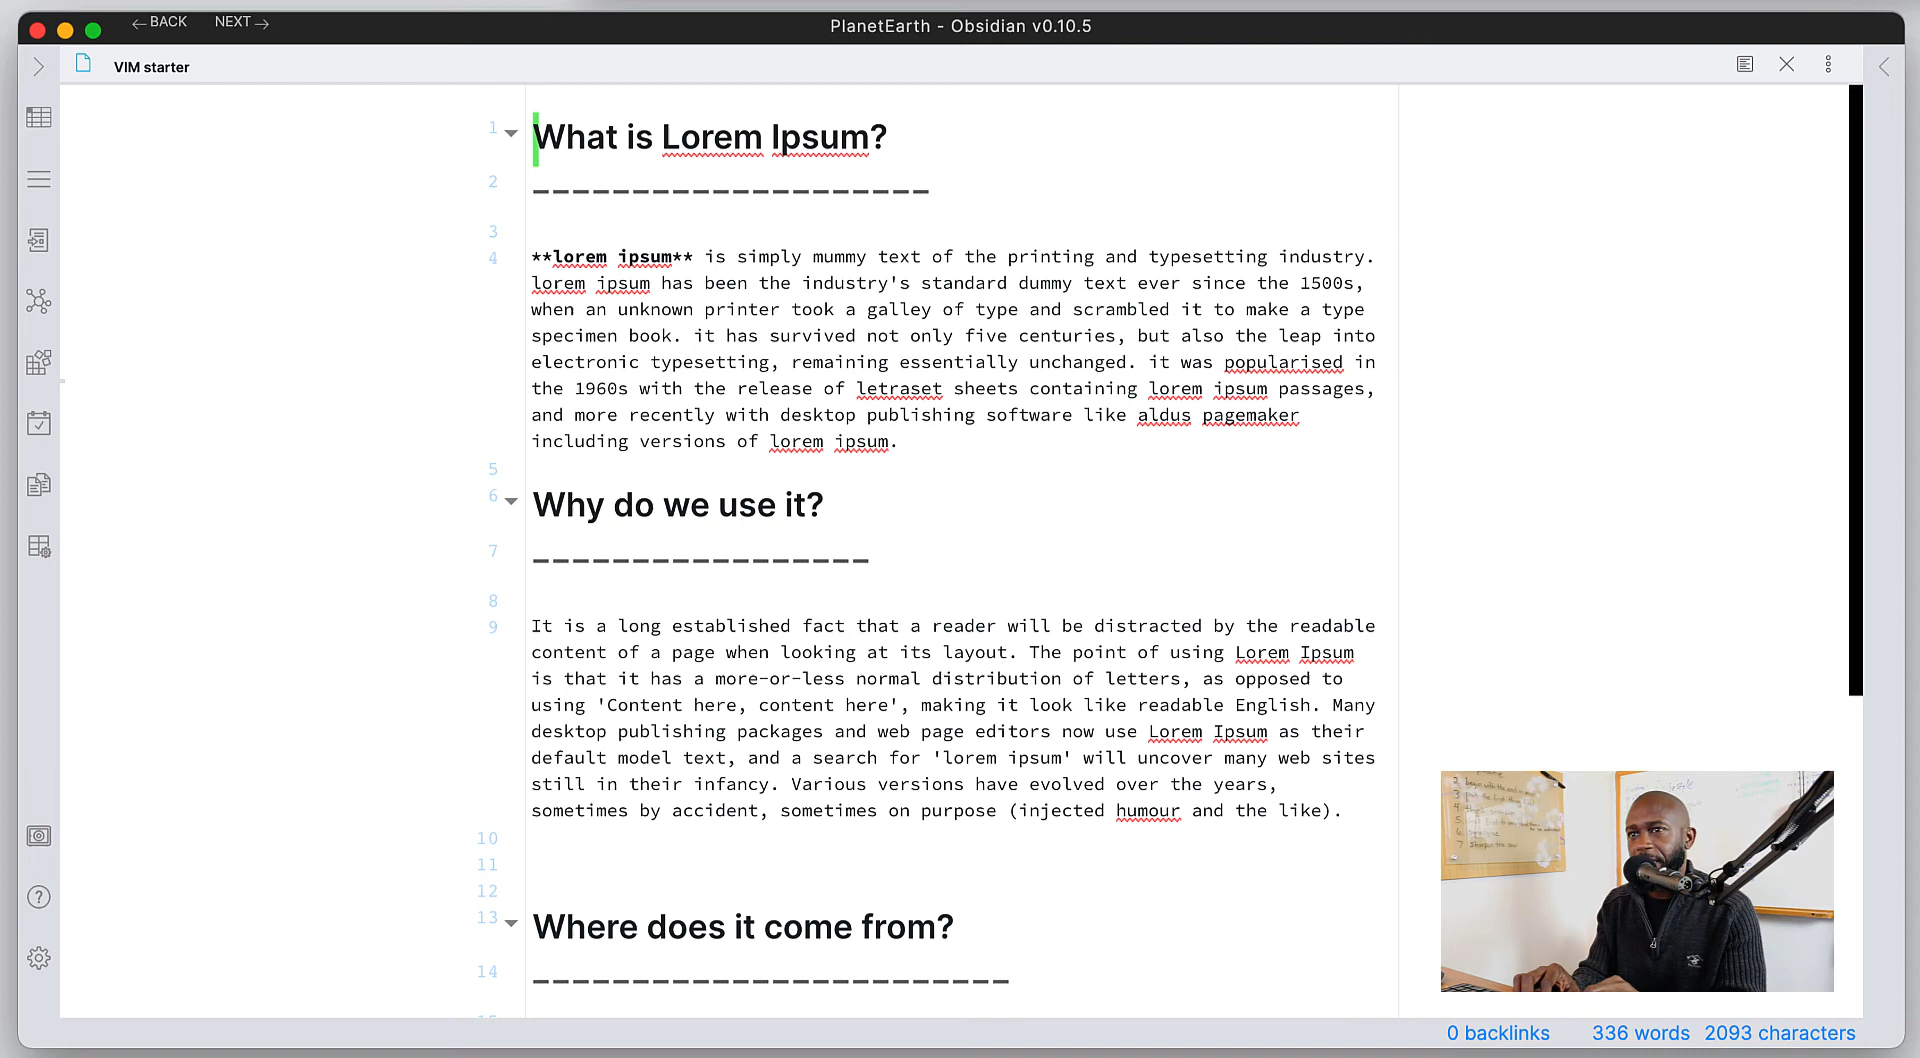 ← BACK NEXT →
PlanetEarth - Obsidian v0.10.5
VIM starter
1 What is Lorem Ipsum?
2 --------------------
3
4 **lorem ipsum** is simply mummy text of the printing and typesetting industry.
lorem ipsum has been the industry's standard dummy text ever since the 1500s,
when an unknown printer took a galley of type and scrambled it to make a type
specimen book. it has survived not only five centuries, but also the leap into
electronic typesetting, remaining essentially unchanged. it was popularised in
the 1960s with the release of letraset sheets containing lorem ipsum passages,
and more recently with desktop publishing software like aldus pagemaker
including versions of lorem ipsum.
5
6 Why do we use it?
7 -----------------
8
9 It is a long established fact that a reader will be distracted by the readable
content of a page when looking at its layout. The point of using Lorem Ipsum
is that it has a more-or-less normal distribution of letters, as opposed to
using 'Content here, content here', making it look like readable English. Many
desktop publishing packages and web page editors now use Lorem Ipsum as their
default model text, and a search for 'lorem ipsum' will uncover many web sites
still in their infancy. Various versions have evolved over the years,
sometimes by accident, sometimes on purpose (injected humour and the like).
10
11
12
13 Where does it come from?
14 ------------------------
0 backlinks 336 words 2093 characters